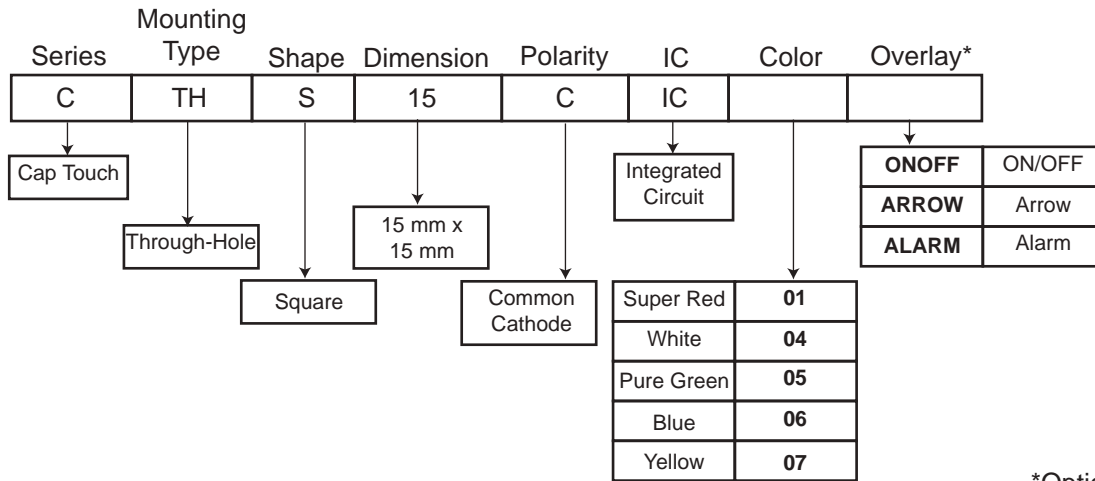 Mounting
Series Type Shape Dimension Polarity IC Color Overlay*
C TH S 15 C IC
Cap Touch
Through-Hole
Square
15 mm x
15 mm
Common
Cathode
Integrated
Circuit
Super Red 01
White 04
Pure Green 05
Blue 06
Yellow 07
ONOFF ON/OFF
ARROW Arrow
ALARM Alarm